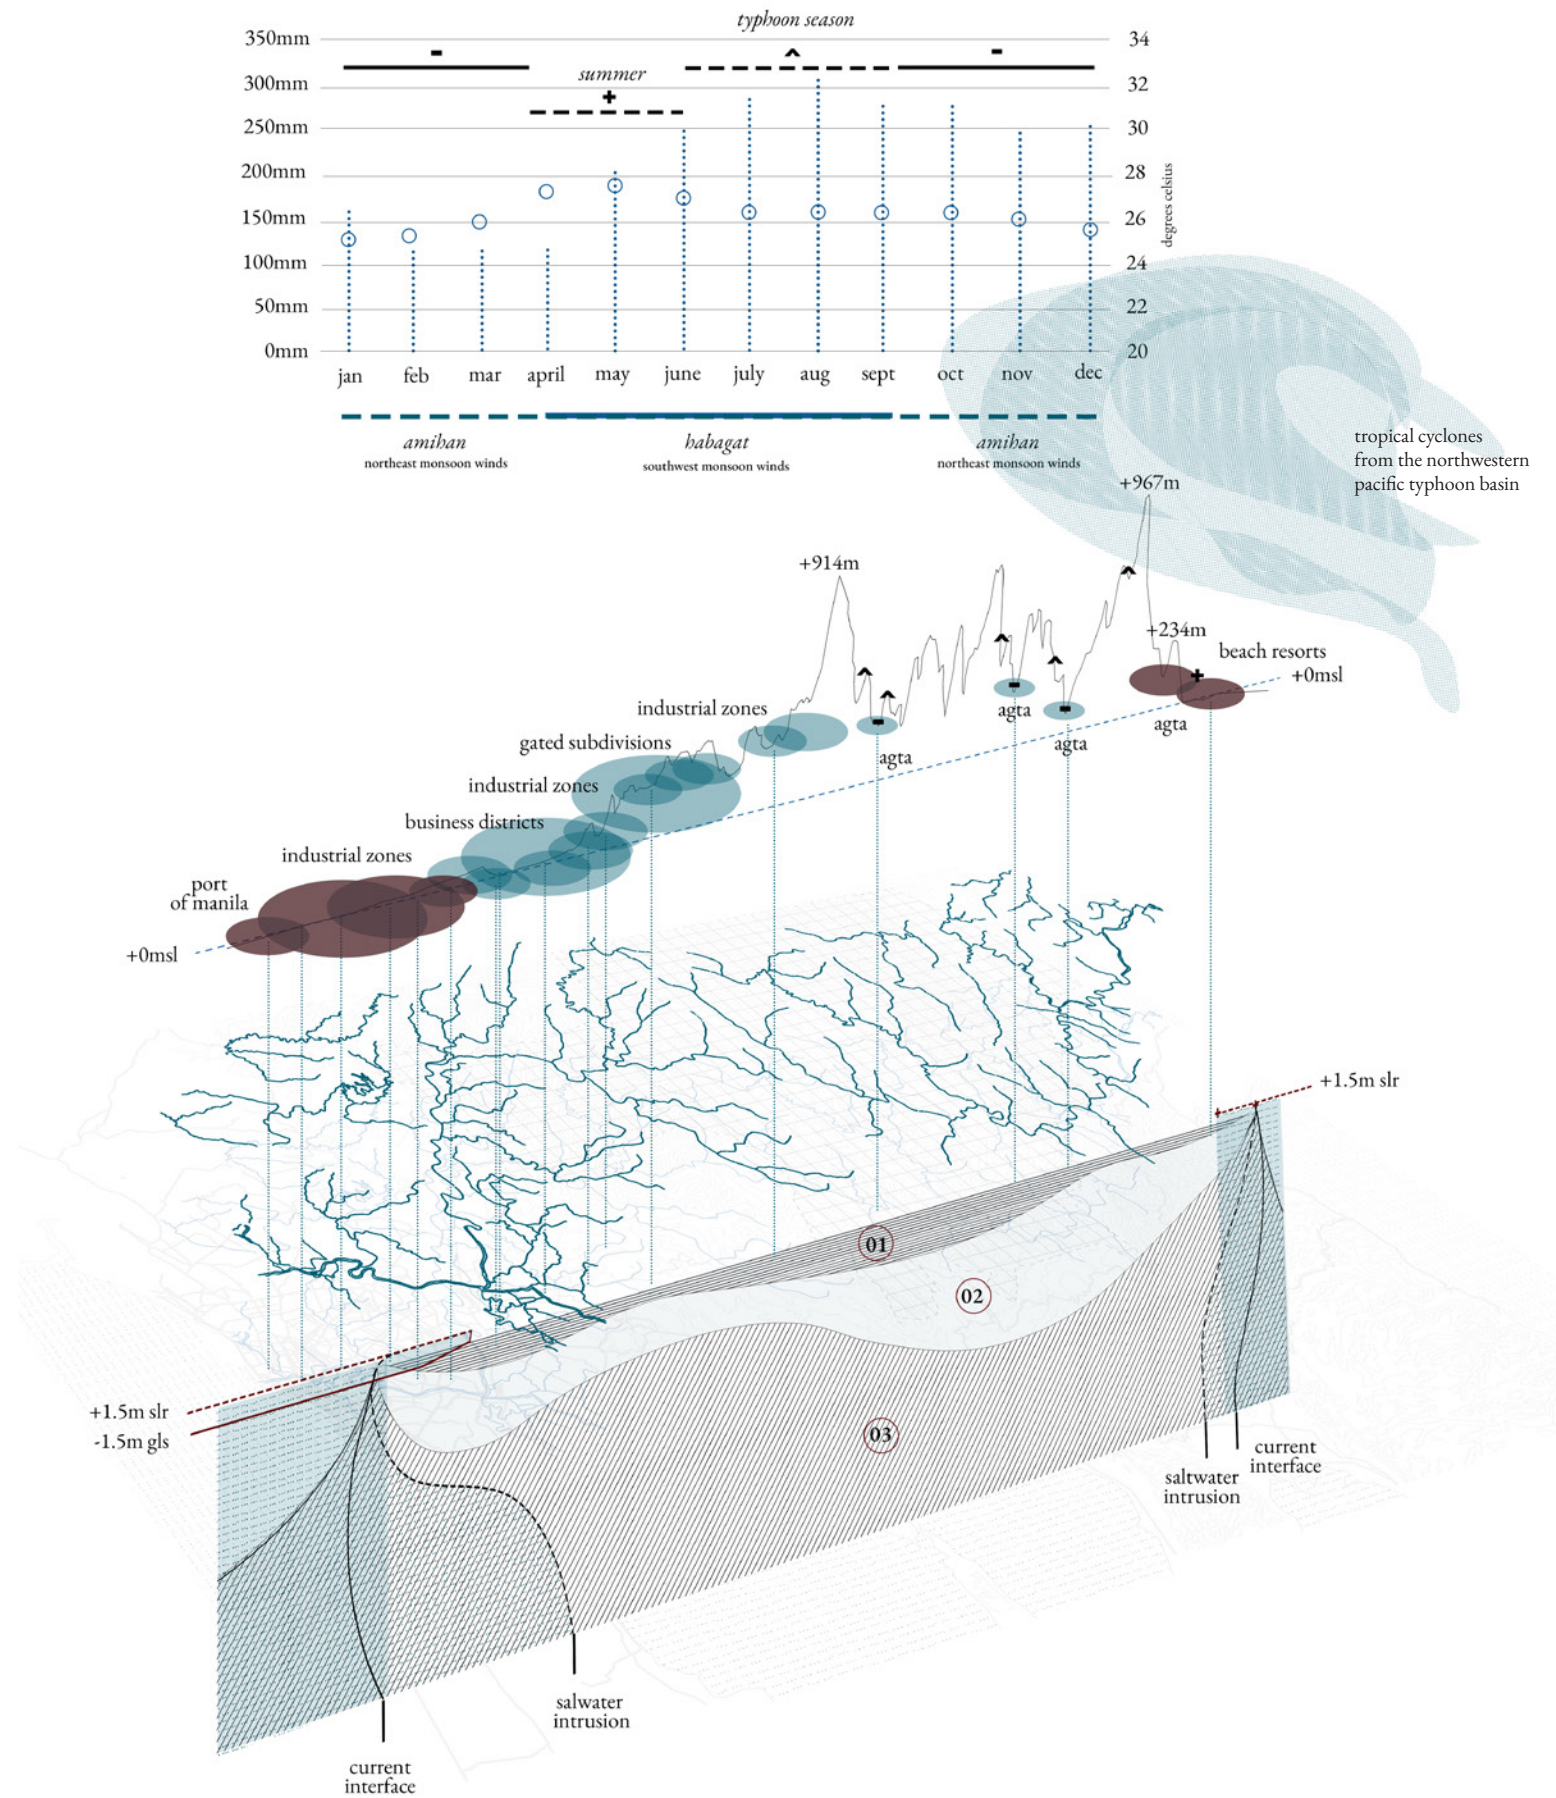 typhoon season
350mm
34
-
-
^
summer
300mm
32
+
250mm
30
200mm
28
150mm
26
degrees celsius
100mm
24
50mm
22
0mm
20
jan feb mar april may june july aug sept oct nov dec
amihan
northeast monsoon winds
habagat
southwest monsoon winds
amihan
northeast monsoon winds
tropical cyclones
from the northwestern
pacific typhoon basin
+967m
+914m
+234m
beach resorts
+0msl
industrial zones
agta
agta
agta
agta
gated subdivisions
industrial zones
business districts
industrial zones
port
of manila
+0msl
+1.5m slr
01
02
03
+1.5m slr
-1.5m gls
current
interface
saltwater
intrusion
salwater
intrusion
current
interface